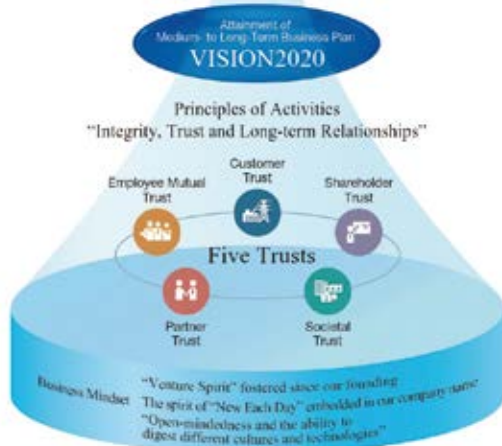 Attainment of
Medium- to Long-Term Business Plan
VISION2020
Principles of Activities
“Integrity, Trust and Long-term Relationships”
Customer
Trust
Employee Mutual
Trust
Shareholder
Trust
Five Trusts
Partner
Trust
Societal
Trust
Business Mindset
“Venture Spirit” fostered since our founding
The spirit of “New Each Day” embedded in our company name
“Open-mindedness and the ability to
digest different cultures and technologies”